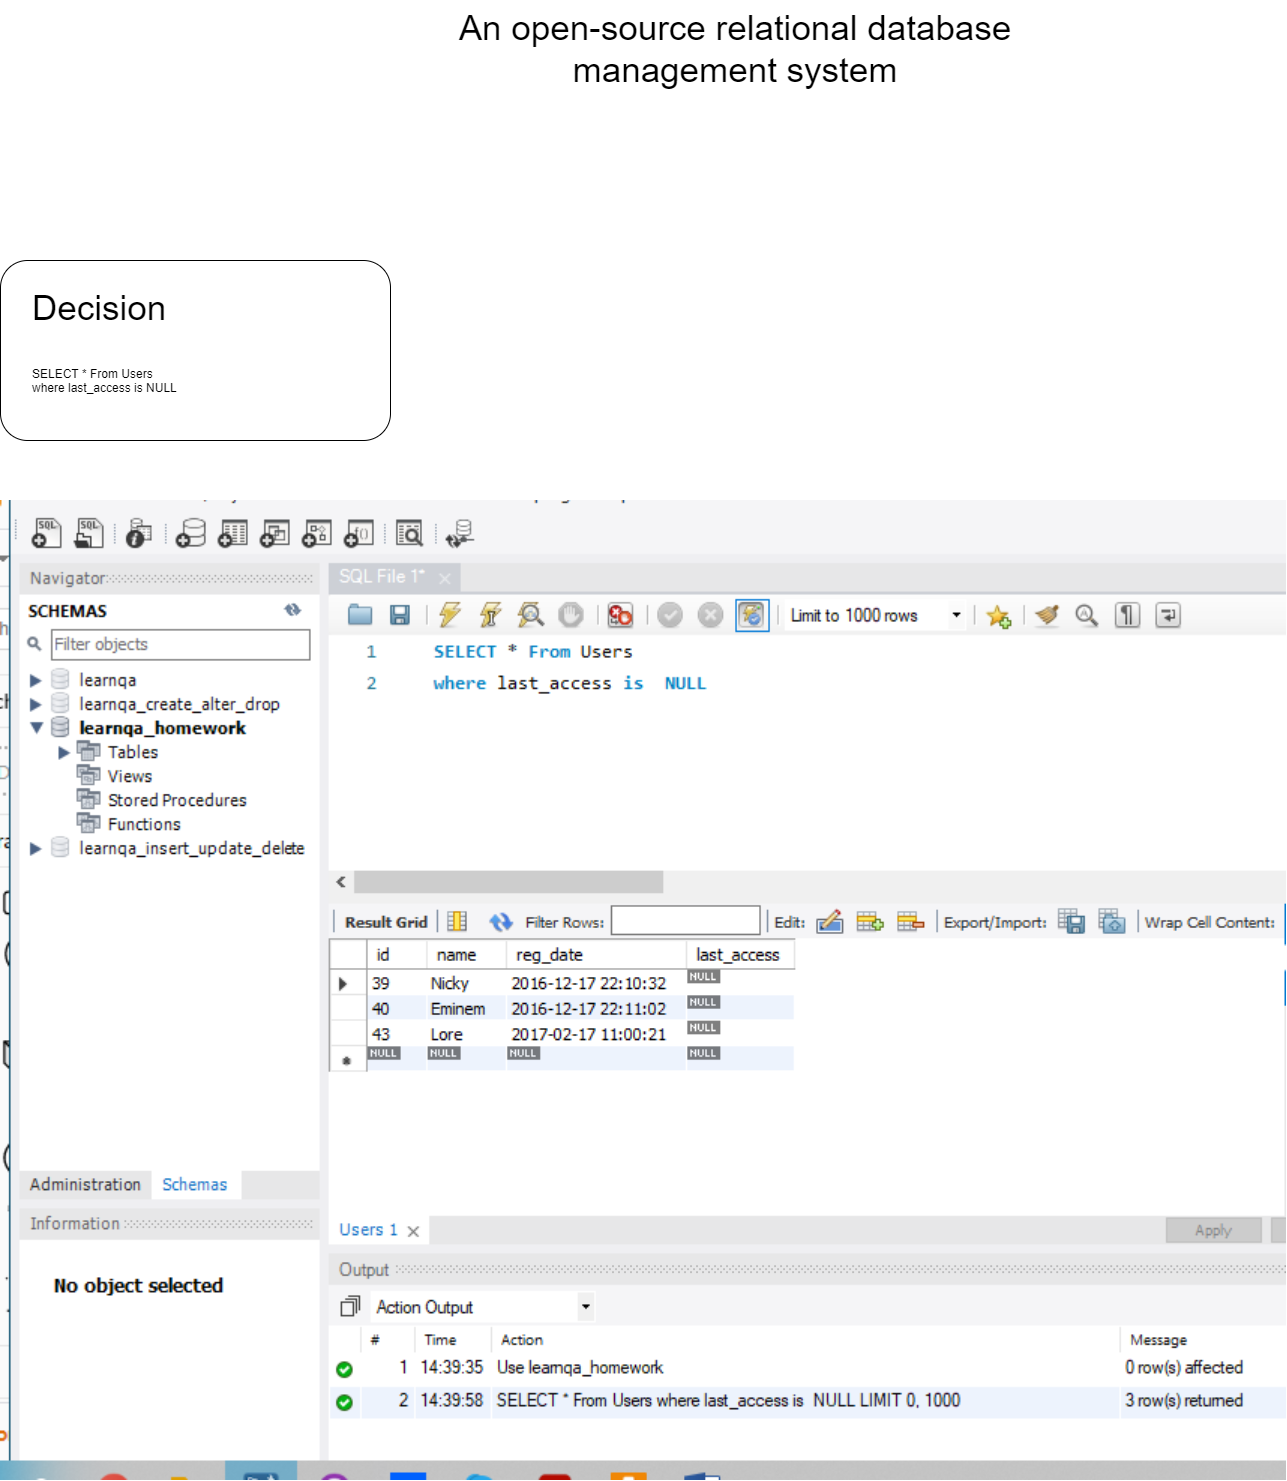 An open-source relational database
management system
Decision
SELECT * From Users
where last_access is NULL
Navigator
SQL File 1*
SCHEMAS
Limit to 1000 rows
Filter objects
1 SELECT * From Users
2 where last_access is NULL
learnqa
learnqa_create_alter_drop
learnqa_homework
Tables
Views
Stored Procedures
Functions
learnqa_insert_update_delete
Result Grid Filter Rows: Edit: Export/Import: Wrap Cell Content:
id name reg_date last_access
39 Nicky 2016-12-17 22:10:32 NULL
40 Eminem 2016-12-17 22:11:02 NULL
43 Lore 2017-02-17 11:00:21 NULL
NULL NULL NULL NULL
Administration Schemas
Information
Users 1 Apply
No object selected
Output
Action Output
# Time Action Message
1 14:39:35 Use learnqa_homework 0 row(s) affected
2 14:39:58 SELECT * From Users where last_access is NULL LIMIT 0, 1000 3 row(s) returned